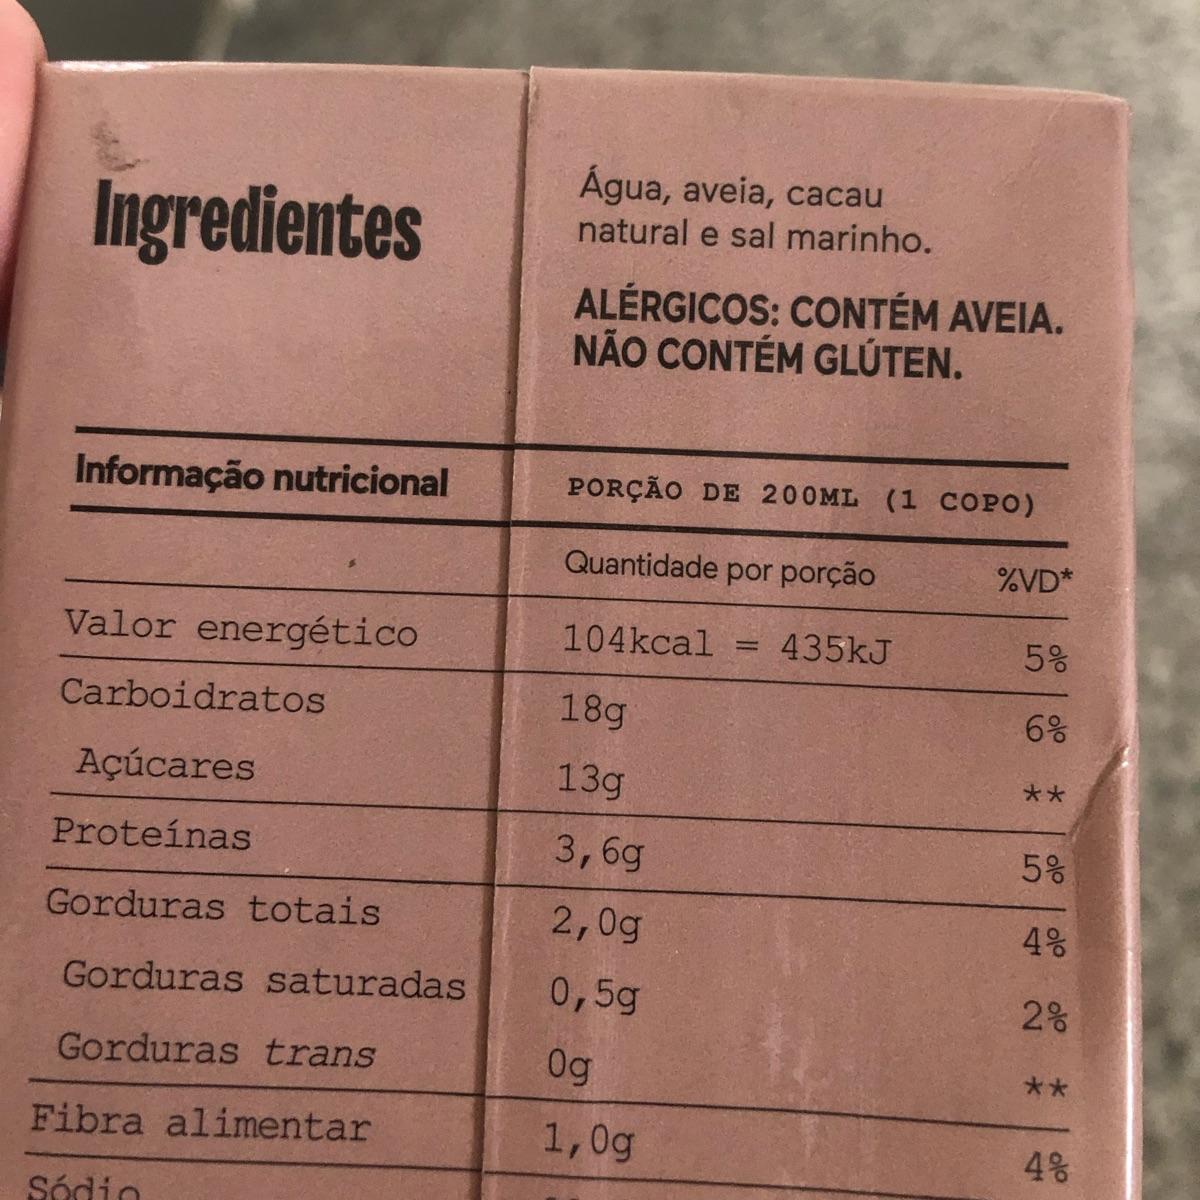 Ingredientes
Água, aveia, cacau
natural e sal marinho.
ALÉRGICOS: CONTÉM AVEIA.
NÃO CONTÉM GLÚTEN.
Informação nutricional PORÇÃO DE 200ML (1 COPO)
Quantidade por porção %VD*
Valor energético 104kcal = 435kJ 5%
Carboidratos 18g 6%
Açúcares 13g **
Proteínas 3,6g 5%
Gorduras totais 2,0g 4%
Gorduras saturadas 0,5g 2%
Gorduras trans 0g **
Fibra alimentar 1,0g 4%
Sódio